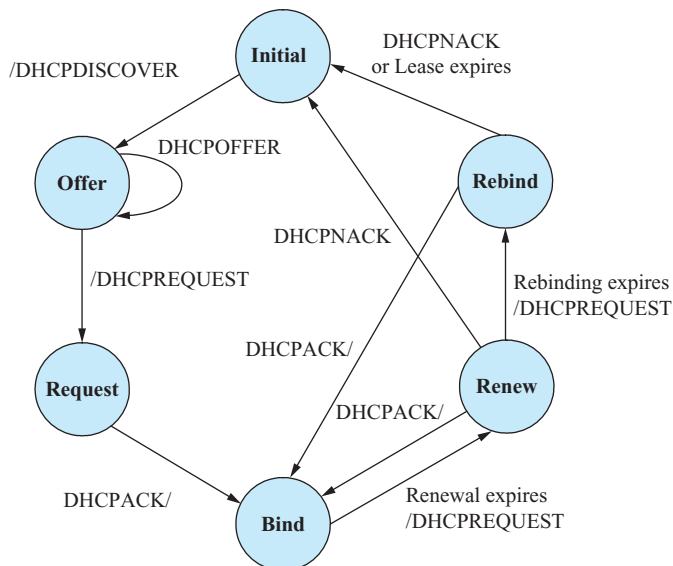 Initial
DHCPNACK
or Lease expires
/DHCPDISCOVER
DHCPOFFER
Offer
Rebind
DHCPNACK
/DHCPREQUEST
Rebinding expires
/DHCPREQUEST
DHCPACK/
Request
Renew
DHCPACK/
DHCPACK/
Renewal expires
/DHCPREQUEST
Bind